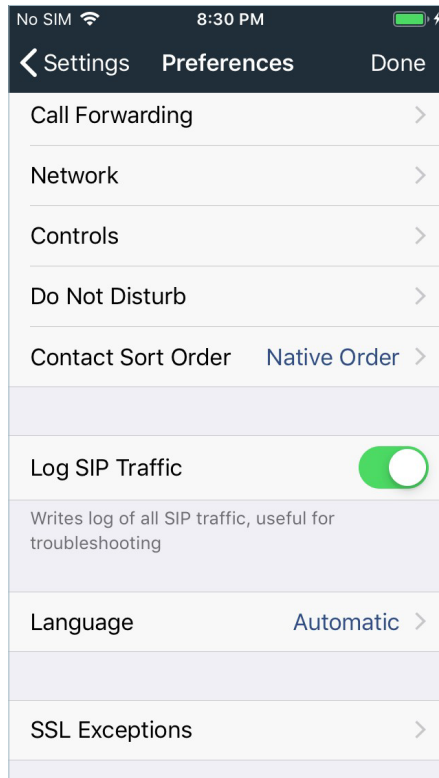 No SIM 8:30 PM
Settings Preferences Done
Call Forwarding
Network
Controls
Do Not Disturb
Contact Sort Order Native Order
Log SIP Traffic
Writes log of all SIP traffic, useful for
troubleshooting
Language Automatic
SSL Exceptions